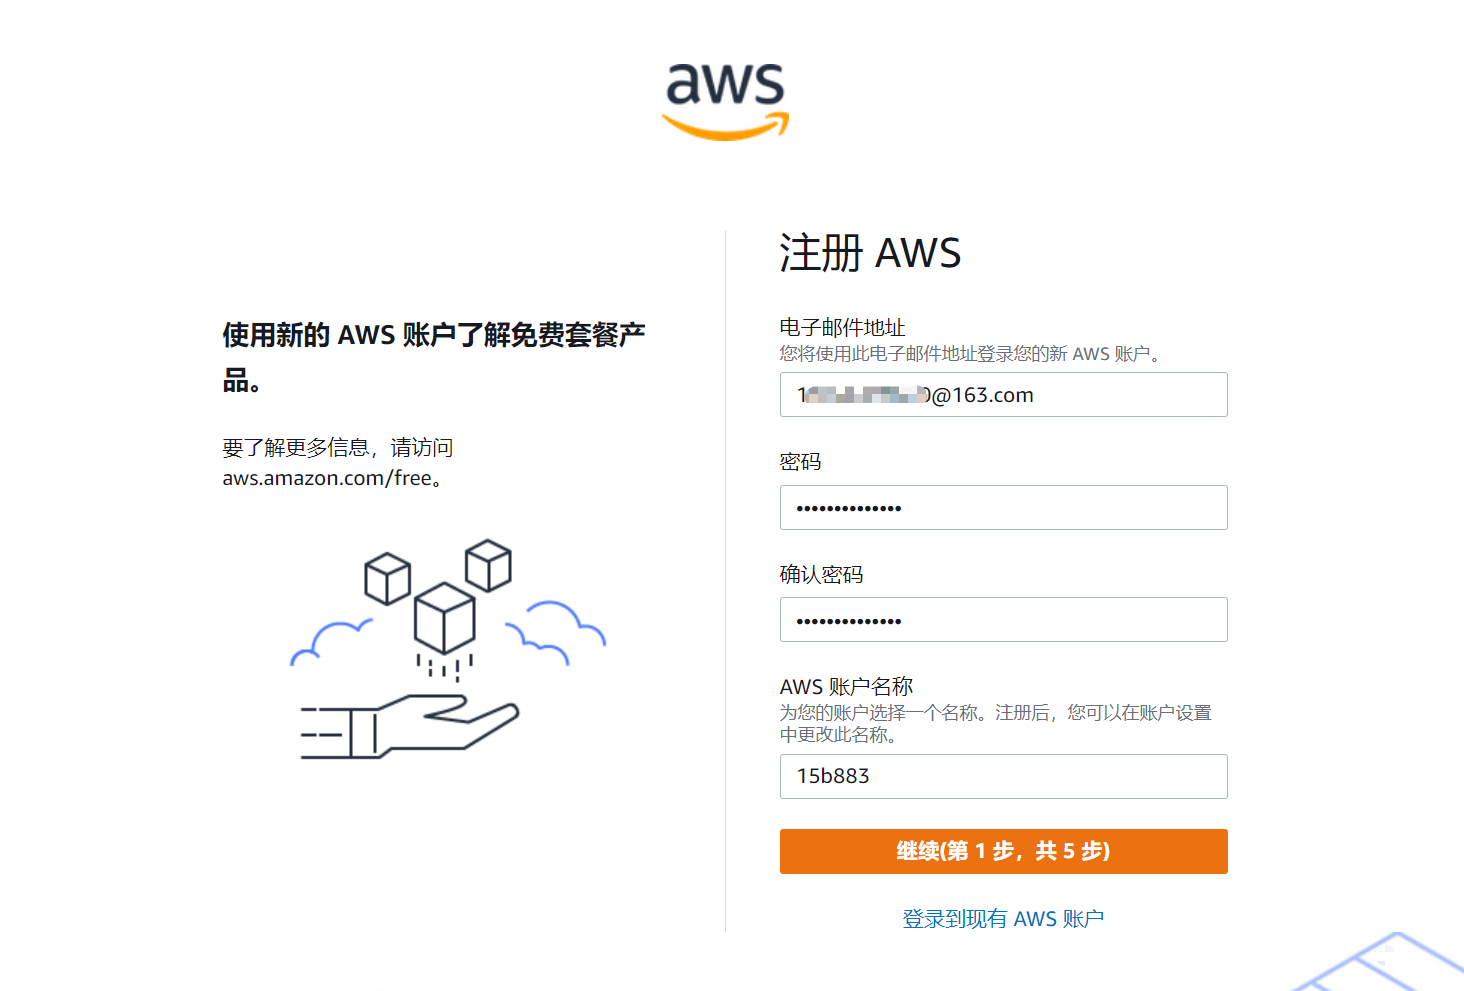 aws
使用新的 AWS 账户了解免费套餐产
品。
要了解更多信息，请访问
aws.amazon.com/free。
注册 AWS
电子邮件地址
您将使用此电子邮件地址登录您的新 AWS 账户。
@163.com
密码
••••••••••••••
确认密码
••••••••••••••
AWS 账户名称
为您的账户选择一个名称。注册后，您可以在账户设置
中更改此名称。
15b883
继续(第 1 步，共 5 步)
登录到现有 AWS 账户